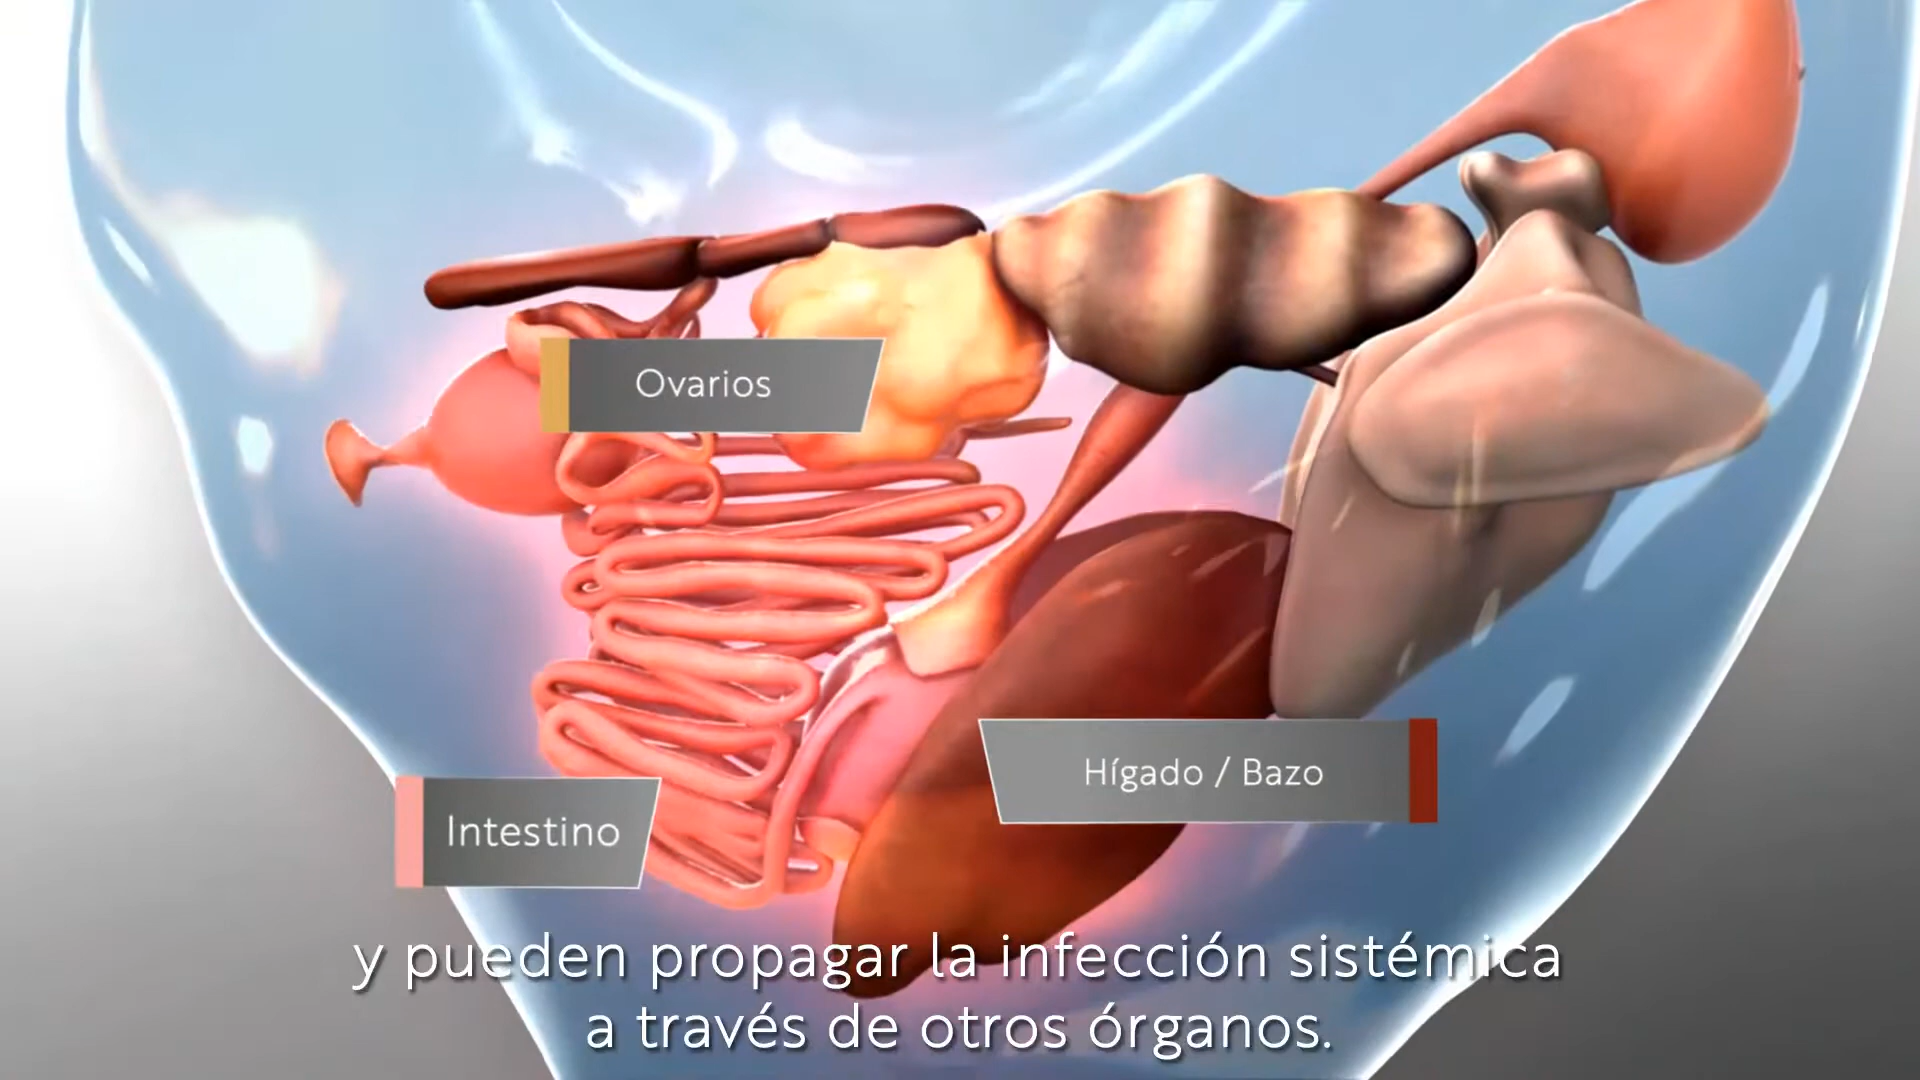 Ovarios
Hígado / Bazo
Intestino
y pueden propagar la infección sistémica
a través de otros órganos.